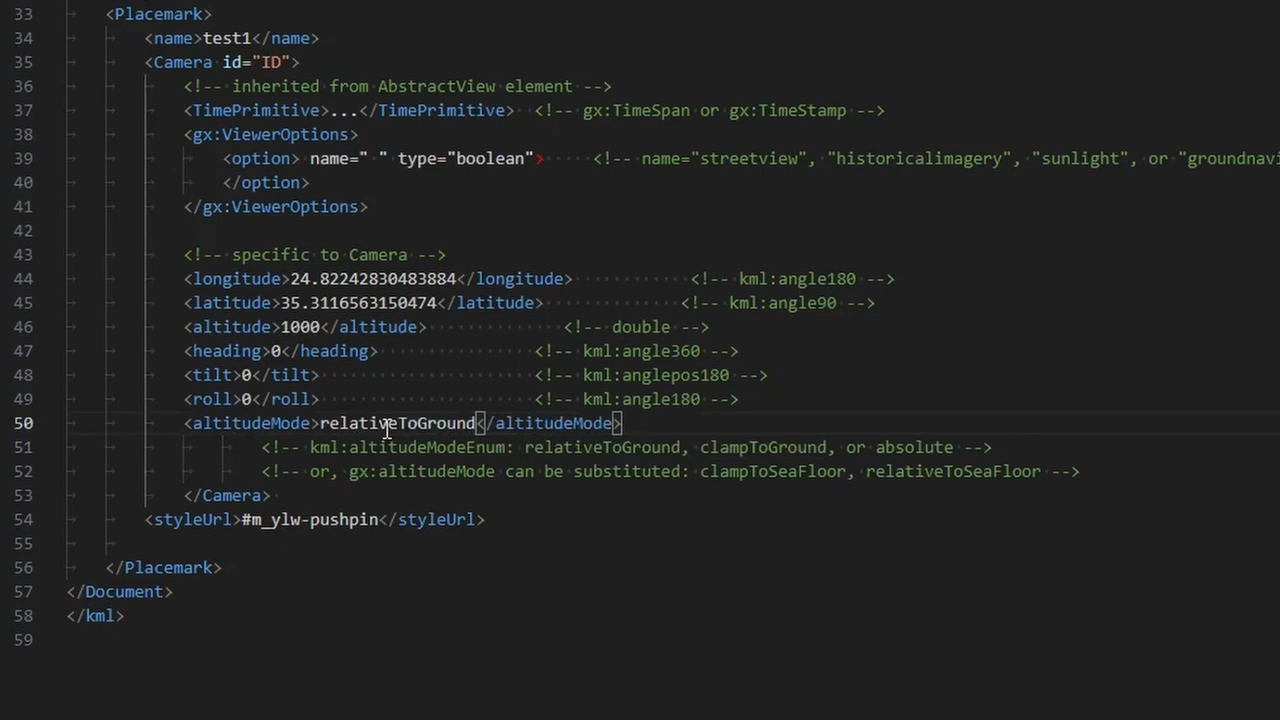 33 <Placemark>
34 <name>test1</name>
35 <Camera id="ID">
36 <!-- inherited from AbstractView element -->
37 <TimePrimitive>...</TimePrimitive> <!-- gx:TimeSpan or gx:TimeStamp -->
38 <gx:ViewerOptions>
39 <option> name=" " type="boolean"> <!-- name="streetview", "historicalimagery", "sunlight", or "groundnavi
40 </option>
41 </gx:ViewerOptions>
42
43 <!-- specific to Camera -->
44 <longitude>24.82242830483884</longitude> <!-- kml:angle180 -->
45 <latitude>35.3116563150474</latitude> <!-- kml:angle90 -->
46 <altitude>1000</altitude> <!-- double -->
47 <heading>0</heading> <!-- kml:angle360 -->
48 <tilt>0</tilt> <!-- kml:anglepos180 -->
49 <roll>0</roll> <!-- kml:angle180 -->
50 <altitudeMode>relativeToGround</altitudeMode>
51 <!-- kml:altitudeModeEnum: relativeToGround, clampToGround, or absolute -->
52 <!-- or, gx:altitudeMode can be substituted: clampToSeaFloor, relativeToSeaFloor -->
53 </Camera>
54 <styleUrl>#m_ylw-pushpin</styleUrl>
55
56 </Placemark>
57 </Document>
58 </kml>
59